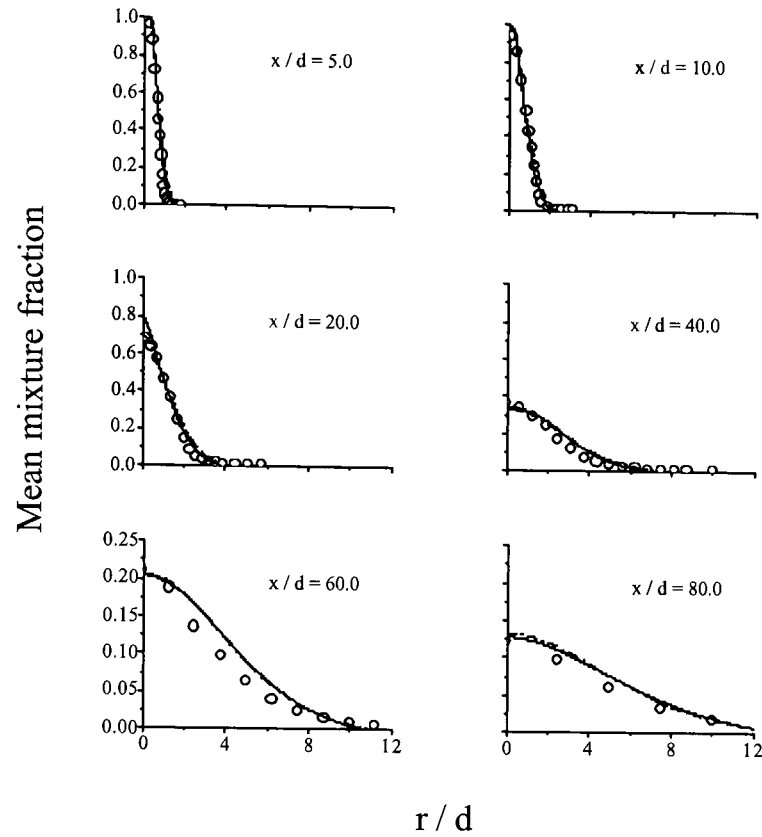 1.0
0.8
0.6
0.4
0.2
0.0
x / d = 5.0
x / d = 10.0
1.0
0.8
0.6
0.4
0.2
0.0
x / d = 20.0
x / d = 40.0
Mean mixture fraction
0.25
0.20
0.15
0.10
0.05
0.00
x / d = 60.0
x / d = 80.0
0 4 8 12
0 4 8 12
r / d